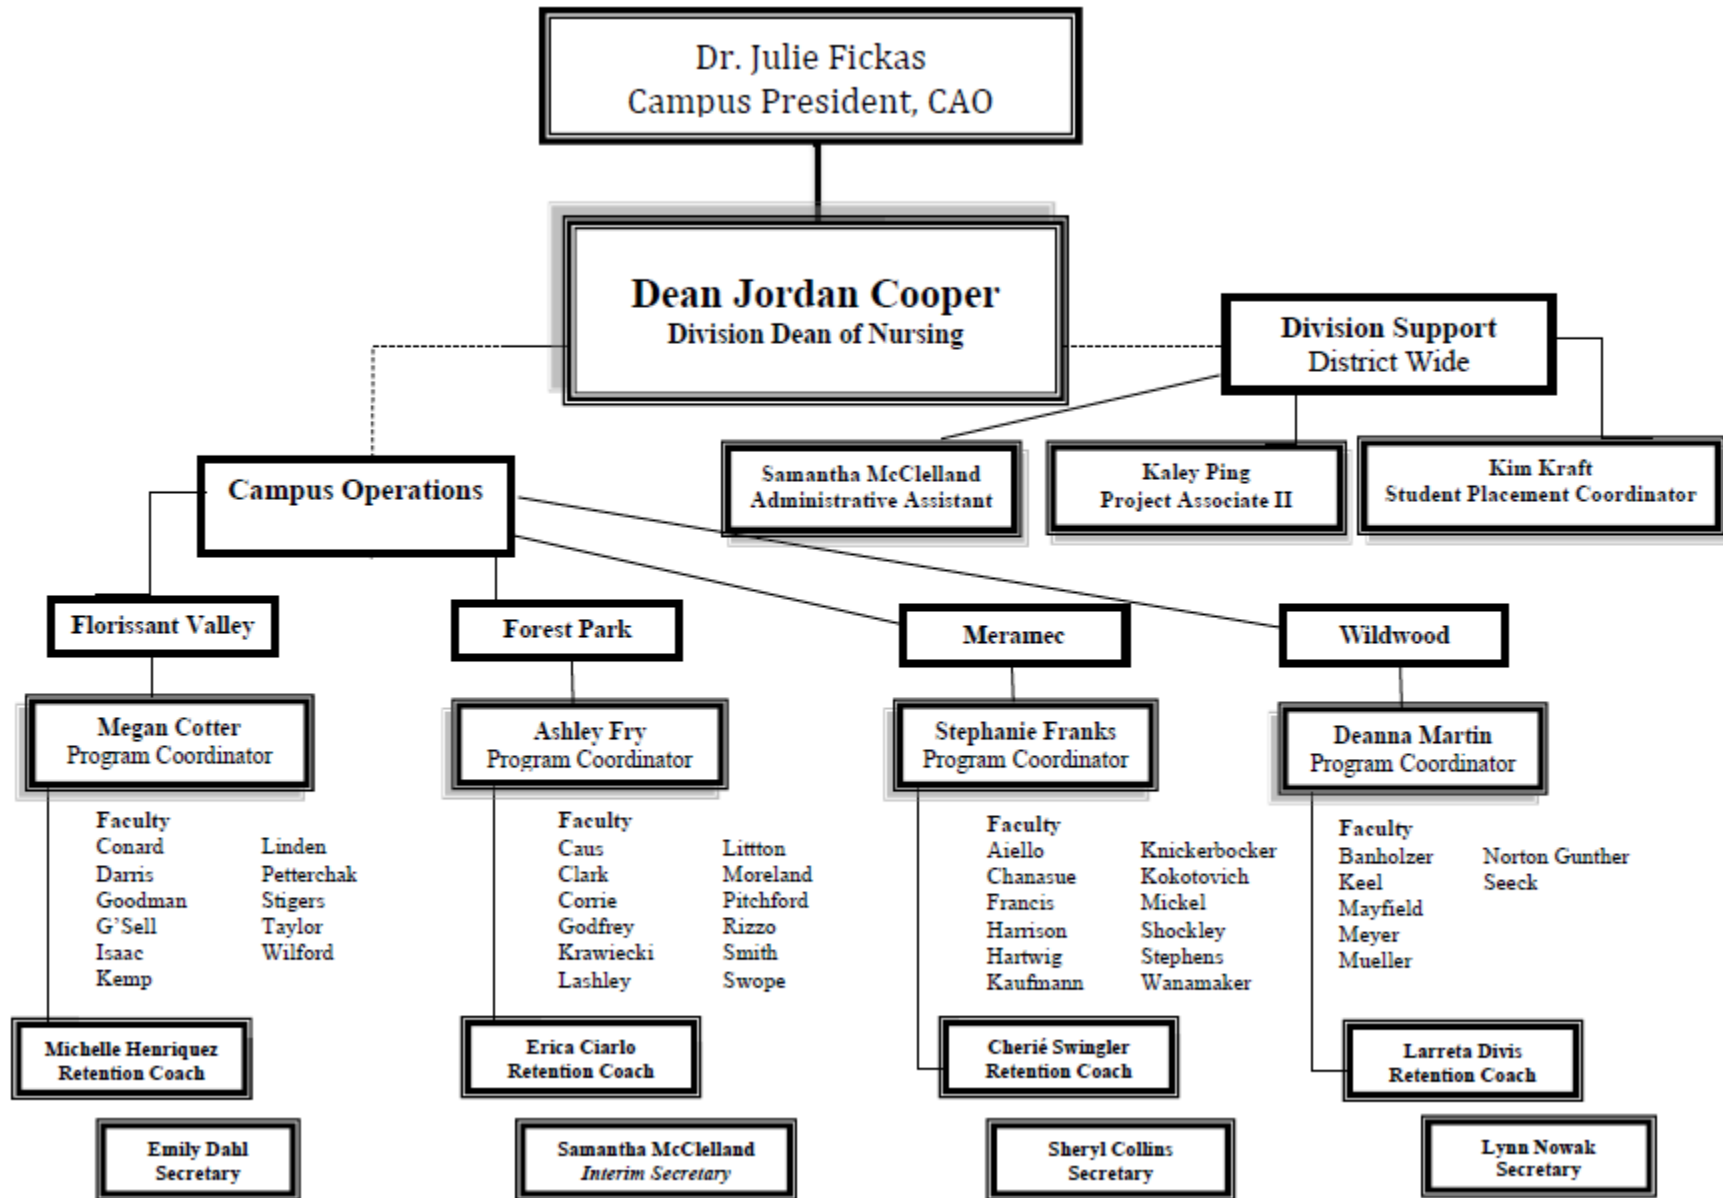 Dr. Julie Fickas
Campus President, CAO
Dean Jordan Cooper
Division Dean of Nursing
Division Support
District Wide
Samantha McClelland
Administrative Assistant
Kaley Ping
Project Associate II
Kim Kraft
Student Placement Coordinator
Campus Operations
Florissant Valley
Forest Park
Meramec
Wildwood
Megan Cotter
Program Coordinator
Ashley Fry
Program Coordinator
Stephanie Franks
Program Coordinator
Deanna Martin
Program Coordinator
Faculty
Conard Linden
Darris Petterchak
Goodman Stigers
G’Sell Taylor
Isaac Wilford
Kemp
Faculty
Caus Littton
Clark Moreland
Corrie Pitchford
Godfrey Rizzo
Krawiecki Smith
Lashley Swope
Faculty
Aiello Knickerbocker
Chanasue Kokotovich
Francis Mickel
Harrison Shockley
Hartwig Stephens
Kaufmann Wanamaker
Faculty
Banholzer Norton Gunther
Keel Seeck
Mayfield
Meyer
Mueller
Michelle Henriquez
Retention Coach
Erica Ciarlo
Retention Coach
Cherié Swingler
Retention Coach
Larreta Divis
Retention Coach
Emily Dahl
Secretary
Samantha McClelland
Interim Secretary
Sheryl Collins
Secretary
Lynn Nowak
Secretary